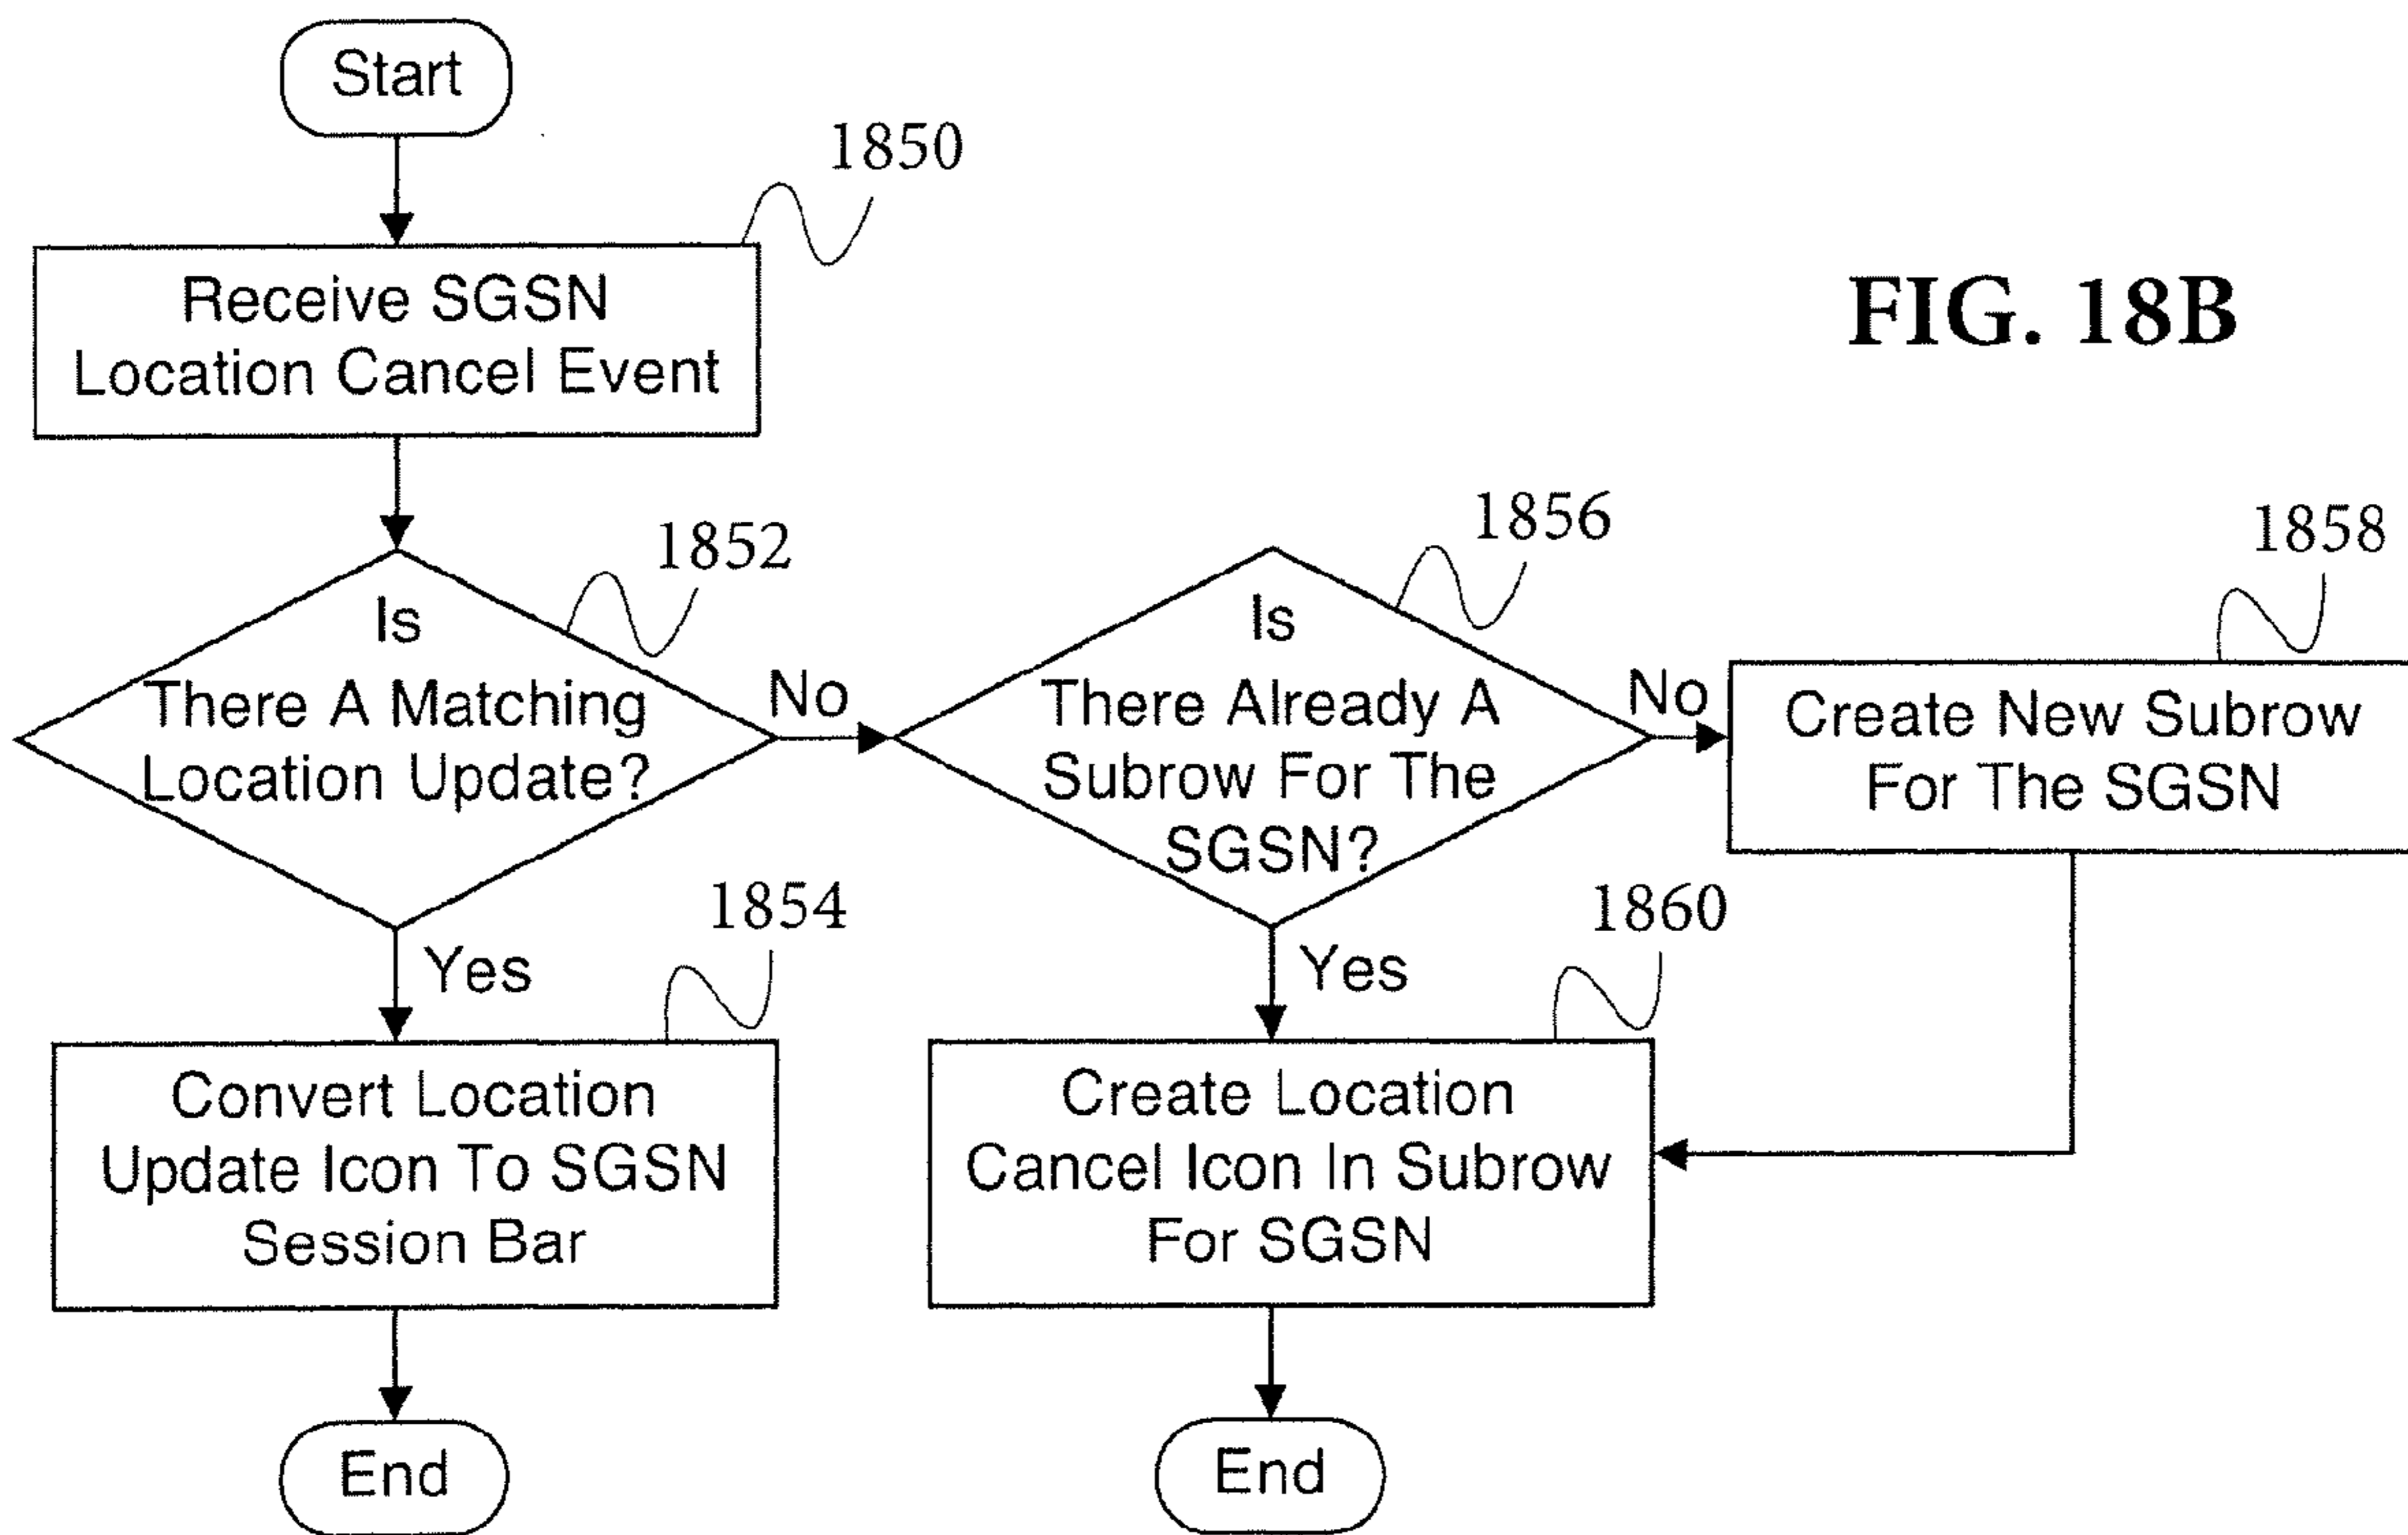 Start
1850
Receive SGSN
Location Cancel Event
FIG. 18B
1852
Is
There A Matching
Location Update?
No
1856
Is
There Already A
Subrow For The
SGSN?
No
1858
Create New Subrow
For The SGSN
Yes
1854
Convert Location
Update Icon To SGSN
Session Bar
Yes
1860
Create Location
Cancel Icon In Subrow
For SGSN
End
End